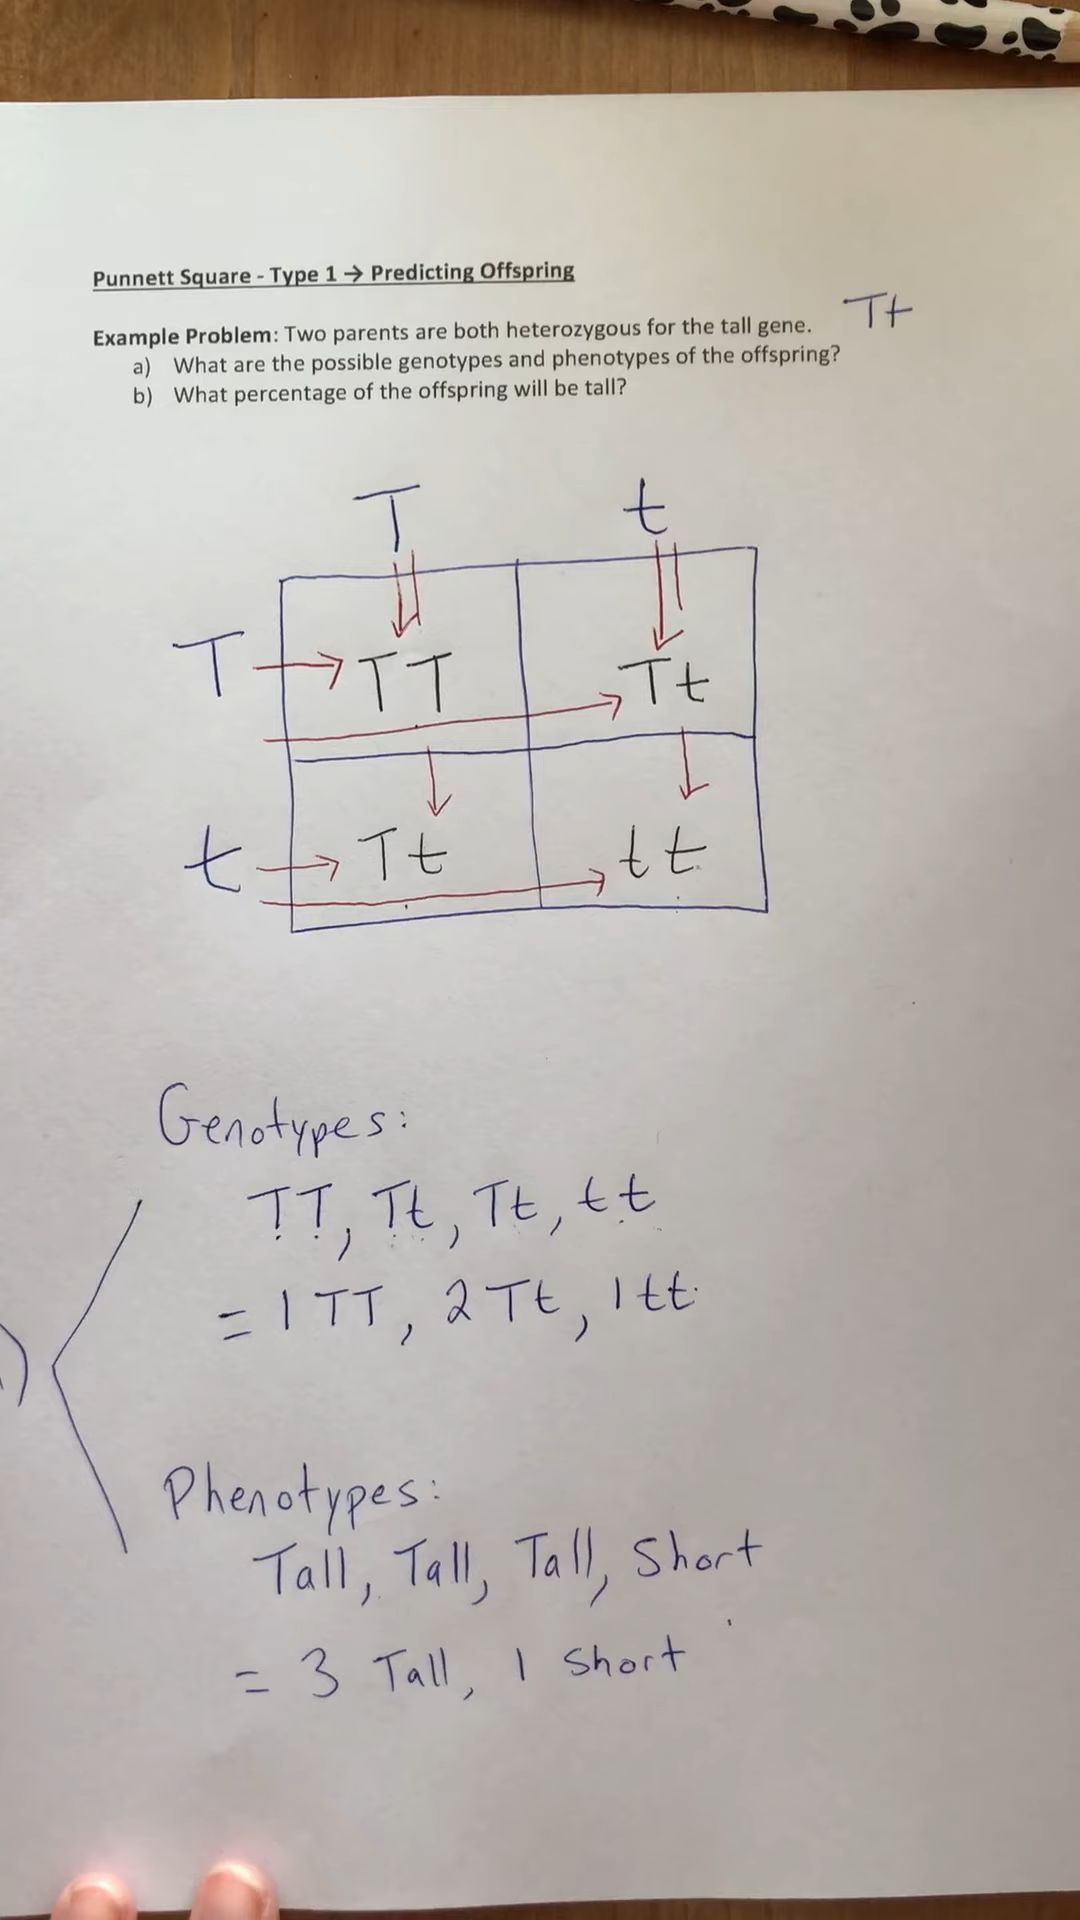 Punnett Square - Type 1 → Predicting Offspring
Tt
Example Problem: Two parents are both heterozygous for the tall gene.
a) What are the possible genotypes and phenotypes of the offspring?
b) What percentage of the offspring will be tall?
T t
T TT Tt
t Tt tt
Genotypes:
TT, Tt, Tt, tt
= 1 TT, 2 Tt, 1 tt
)
Phenotypes:
Tall, Tall, Tall, Short
= 3 Tall, 1 Short